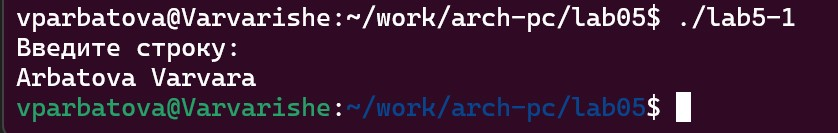 vparbatova@Varvarishe:~/work/arch-pc/lab05$ ./lab5-1
Введите строку:
Arbatova Varvara
vparbatova@Varvarishe:~/work/arch-pc/lab05$